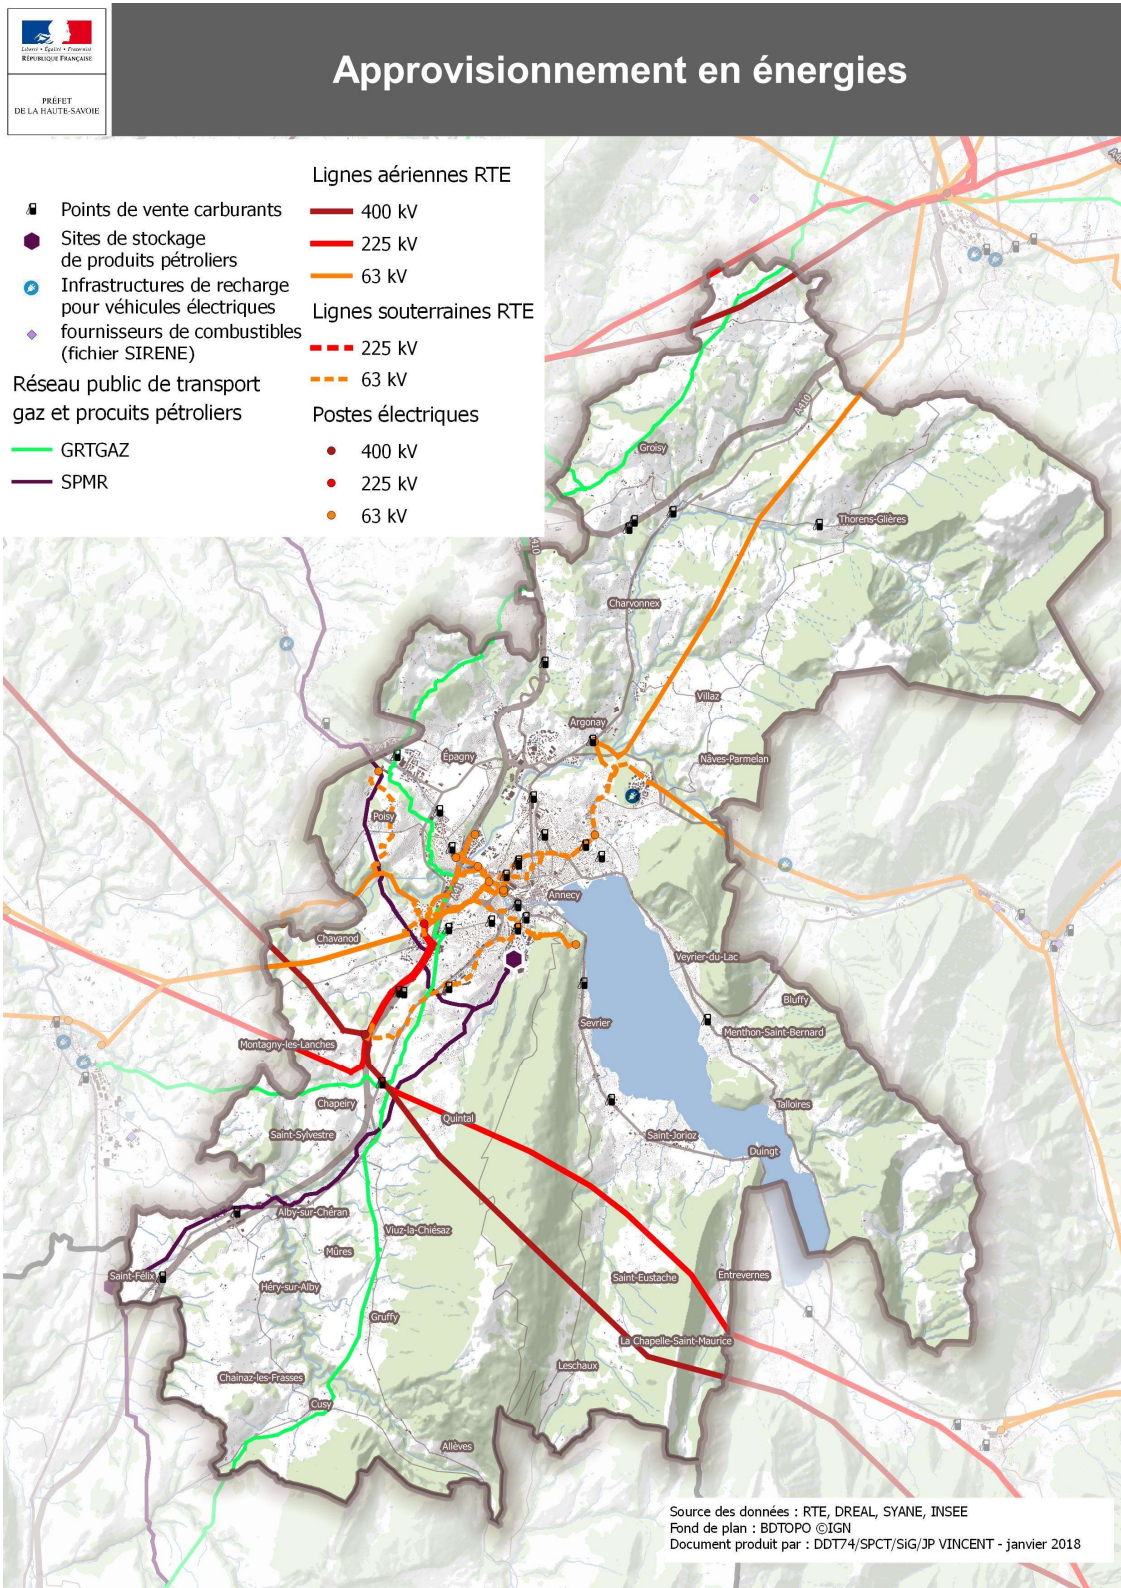 Liberté • Égalité • Fraternité
RÉPUBLIQUE FRANÇAISE
PRÉFET
DE LA HAUTE-SAVOIE
Approvisionnement en énergies
Points de vente carburants
Sites de stockage
de produits pétroliers
Infrastructures de recharge
pour véhicules électriques
fournisseurs de combustibles
(fichier SIRENE)
Réseau public de transport
gaz et procuits pétroliers
GRTGAZ
SPMR
Lignes aériennes RTE
400 kV
225 kV
63 kV
Lignes souterraines RTE
225 kV
63 kV
Postes électriques
400 kV
225 kV
63 kV
A410
Groisy
Thorens-Glières
A410
Charvonnex
Villaz
Argonay
Épagny
Nâves-Parmelan
Poisy
Annecy
Chavanod
Veyrier-du-Lac
Bluffy
Sevrier
Menthon-Saint-Bernard
Montagny-les-Lanches
Chapeiry
Talloires
Quintal
Saint-Sylvestre
Saint-Jorioz
Duingt
Alby-sur-Chéran
Viuz-la-Chiésaz
Mûres
Saint-Félix
Saint-Eustache
Entrevernes
Héry-sur-Alby
Gruffy
La Chapelle-Saint-Maurice
Leschaux
Chainaz-les-Frasses
Cusy
Allèves
Source des données : RTE, DREAL, SYANE, INSEE
Fond de plan : BDTOPO ©IGN
Document produit par : DDT74/SPCT/SiG/JP VINCENT - janvier 2018